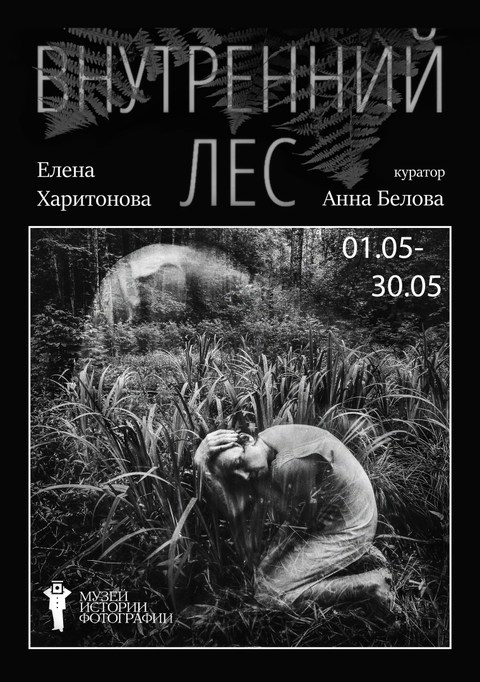 ВНУТРЕННИЙ
ЛЕС
Елена
Харитонова
куратор
Анна Белова
01.05-
30.05
МУЗЕЙ
ИСТОРИИ
ФОТОГРАФИИ